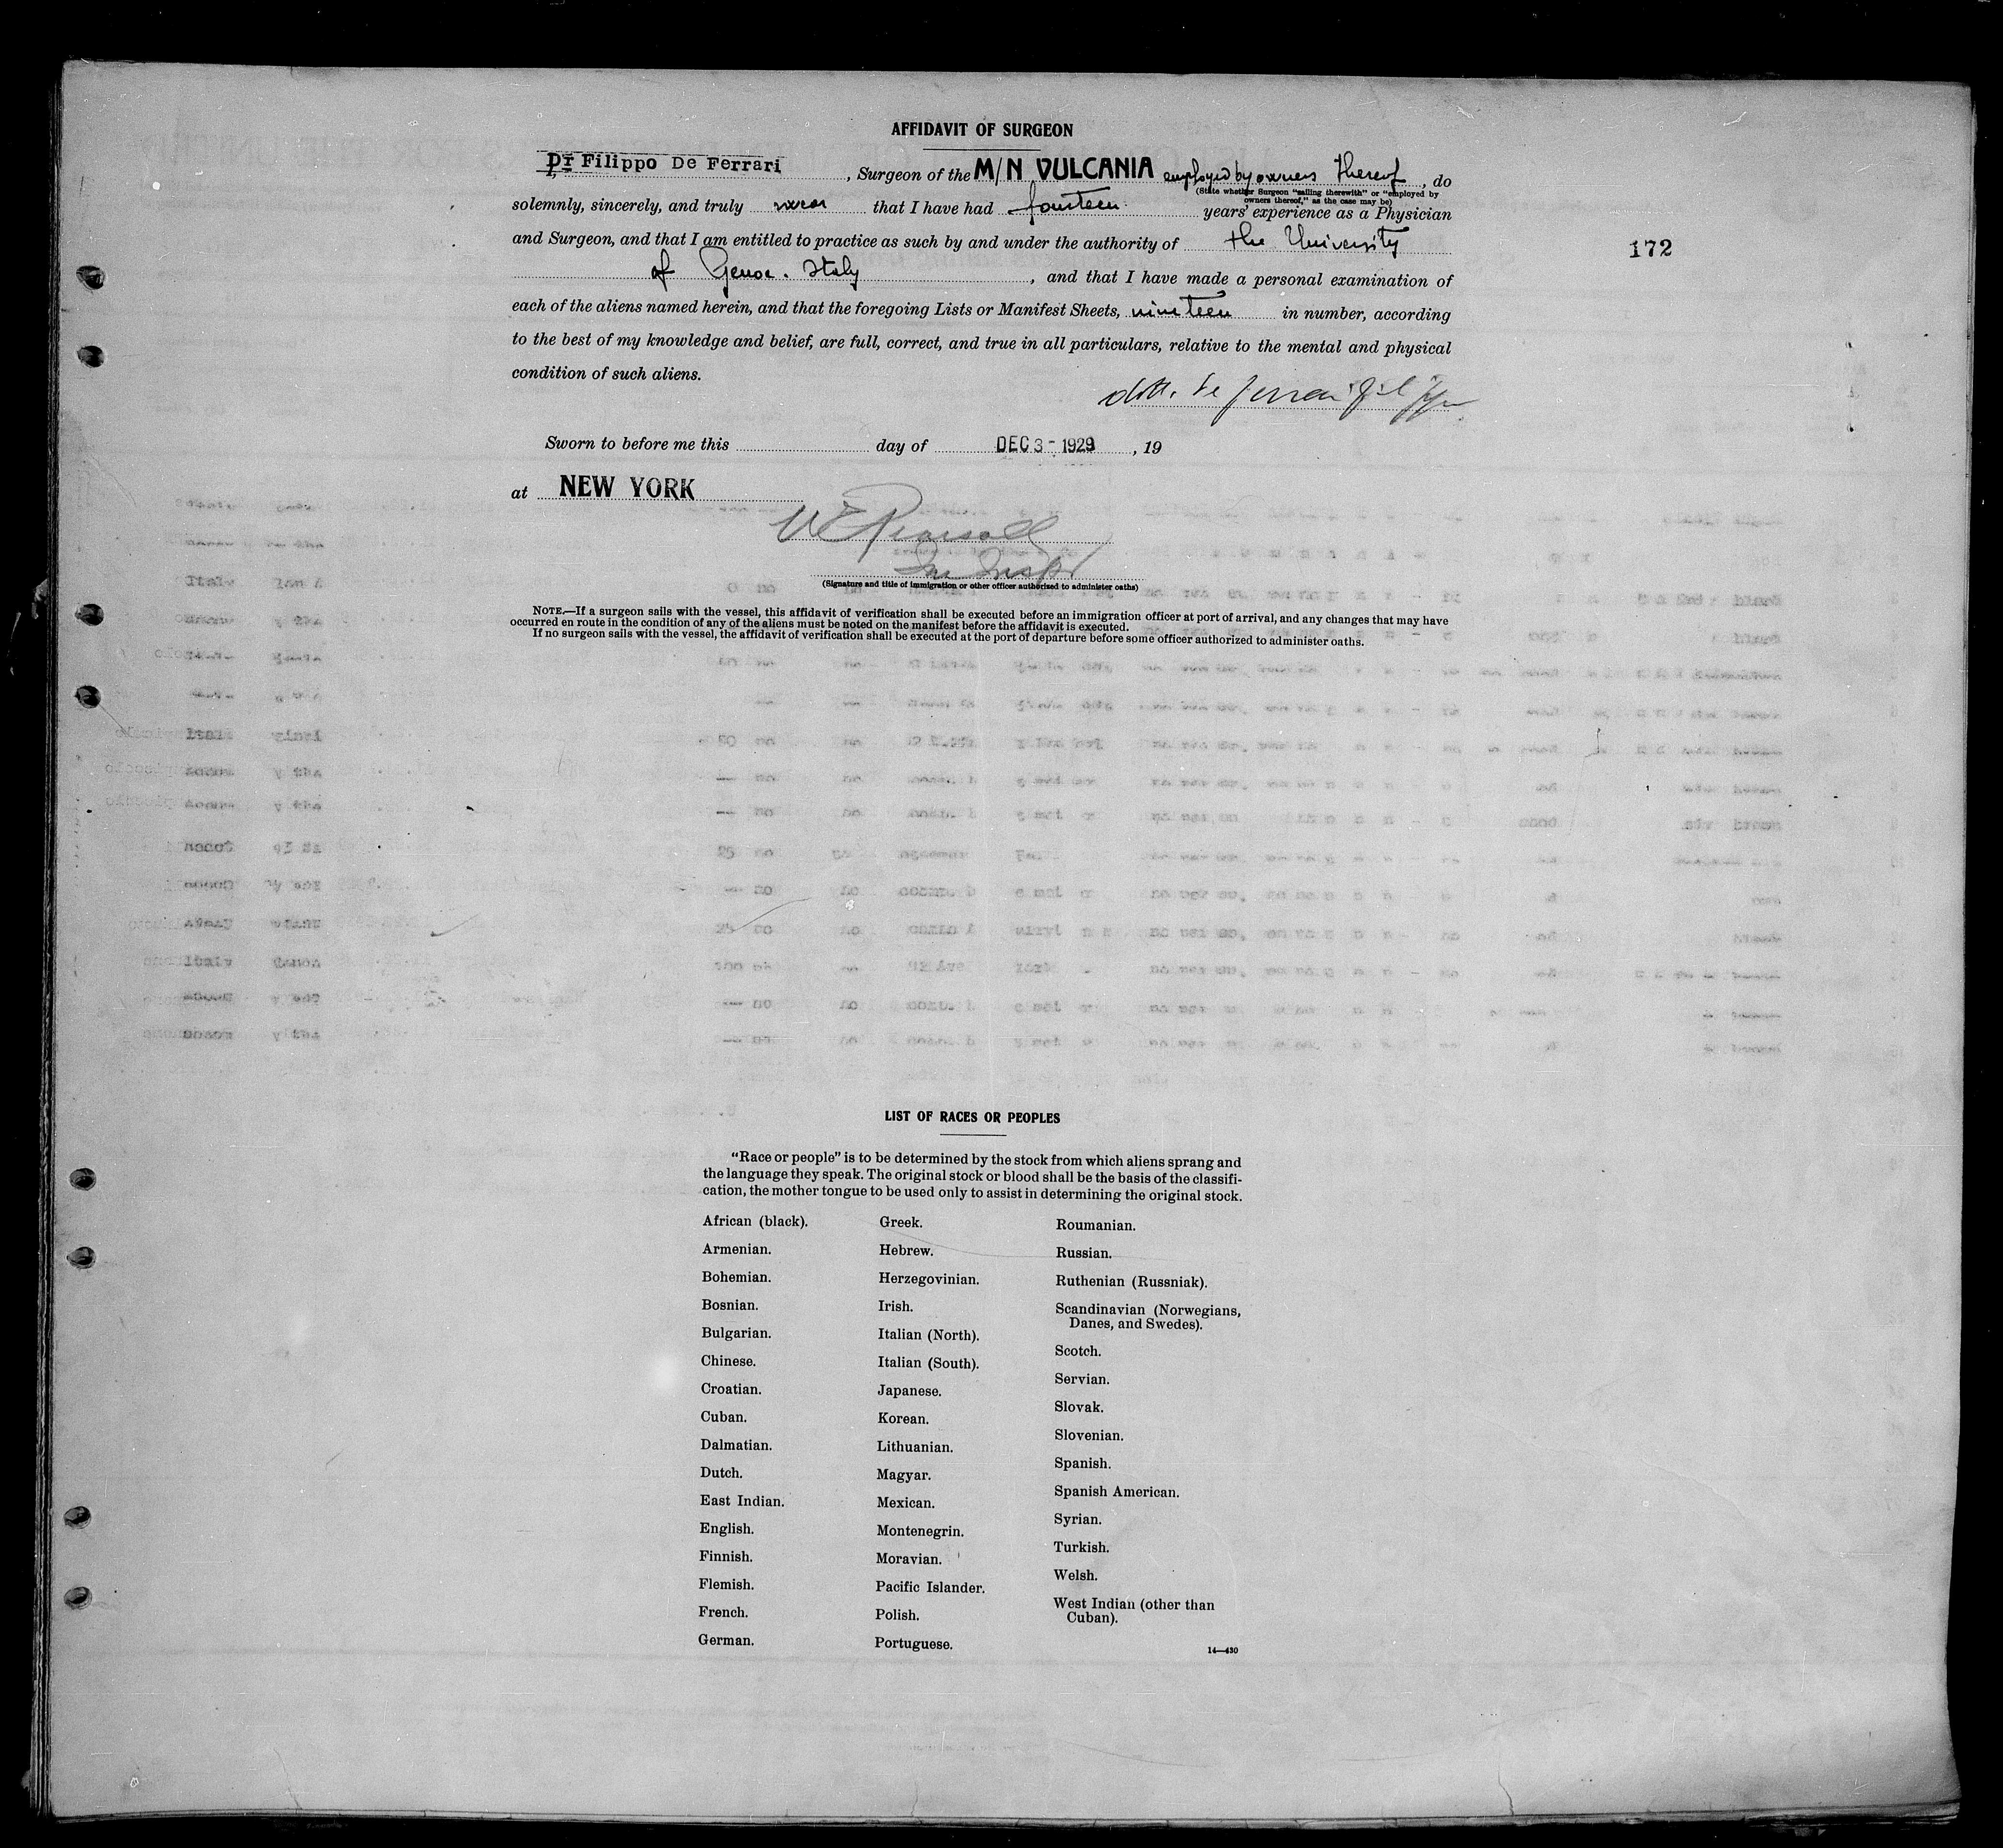 AFFIDAVIT OF SURGEON
I, Dr Filippo De Ferrari, Surgeon of the M/N VULCANIA employed by owners thereof, do
(State whether Surgeon "sailing therewith" or "employed by
owners thereof," as the case may be)
solemnly, sincerely, and truly swear that I have had fourteen years' experience as a Physician
and Surgeon, and that I am entitled to practice as such by and under the authority of the University
172
of Genoa. Italy, and that I have made a personal examination of
each of the aliens named herein, and that the foregoing Lists or Manifest Sheets, nineteen in number, according
to the best of my knowledge and belief, are full, correct, and true in all particulars, relative to the mental and physical
condition of such aliens.
dott. De Ferrari Filippo
Sworn to before me this day of DEC 3 - 1929, 19
at NEW YORK
W E Pearsall
Im Inspr
(Signature and title of immigration or other officer authorized to administer oaths)
NOTE.—If a surgeon sails with the vessel, this affidavit of verification shall be executed before an immigration officer at port of arrival, and any changes that may have
occurred en route in the condition of any of the aliens must be noted on the manifest before the affidavit is executed.
If no surgeon sails with the vessel, the affidavit of verification shall be executed at the port of departure before some officer authorized to administer oaths.
LIST OF RACES OR PEOPLES
"Race or people" is to be determined by the stock from which aliens sprang and
the language they speak. The original stock or blood shall be the basis of the classifi-
cation, the mother tongue to be used only to assist in determining the original stock.
African (black).
Armenian.
Bohemian.
Bosnian.
Bulgarian.
Chinese.
Croatian.
Cuban.
Dalmatian.
Dutch.
East Indian.
English.
Finnish.
Flemish.
French.
German.
Greek.
Hebrew.
Herzegovinian.
Irish.
Italian (North).
Italian (South).
Japanese.
Korean.
Lithuanian.
Magyar.
Mexican.
Montenegrin.
Moravian.
Pacific Islander.
Polish.
Portuguese.
Roumanian.
Russian.
Ruthenian (Russniak).
Scandinavian (Norwegians,
Danes, and Swedes).
Scotch.
Servian.
Slovak.
Slovenian.
Spanish.
Spanish American.
Syrian.
Turkish.
Welsh.
West Indian (other than
Cuban).
14—430